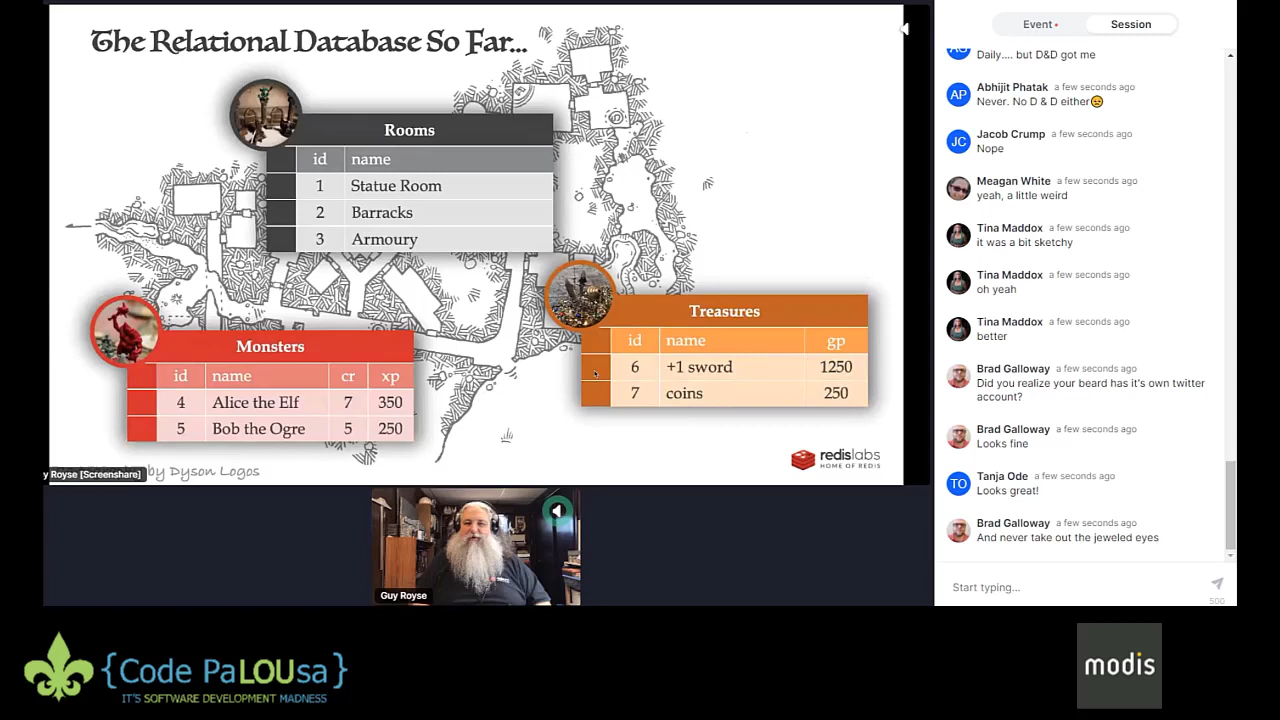 The Relational Database So Far...
Rooms
id name
1 Statue Room
2 Barracks
3 Armoury
Monsters
id name cr xp
4 Alice the Elf 7 350
5 Bob the Ogre 5 250
Treasures
id name gp
6 +1 sword 1250
7 coins 250
by Dyson Logos
y Royse [Screenshare]
redislabs
HOME OF REDIS
Guy Royse
Event Session
Daily.... but D&D got me
AP Abhijit Phatak a few seconds ago
Never. No D & D either😣
JC Jacob Crump a few seconds ago
Nope
Meagan White a few seconds ago
yeah, a little weird
Tina Maddox a few seconds ago
it was a bit sketchy
Tina Maddox a few seconds ago
oh yeah
Tina Maddox a few seconds ago
better
Brad Galloway a few seconds ago
Did you realize your beard has it's own twitter
account?
Brad Galloway a few seconds ago
Looks fine
TO Tanja Ode a few seconds ago
Looks great!
Brad Galloway a few seconds ago
And never take out the jeweled eyes
Start typing...
500
{Code PaLOUsa}
IT'S SOFTWARE DEVELOPMENT MADNESS
modis